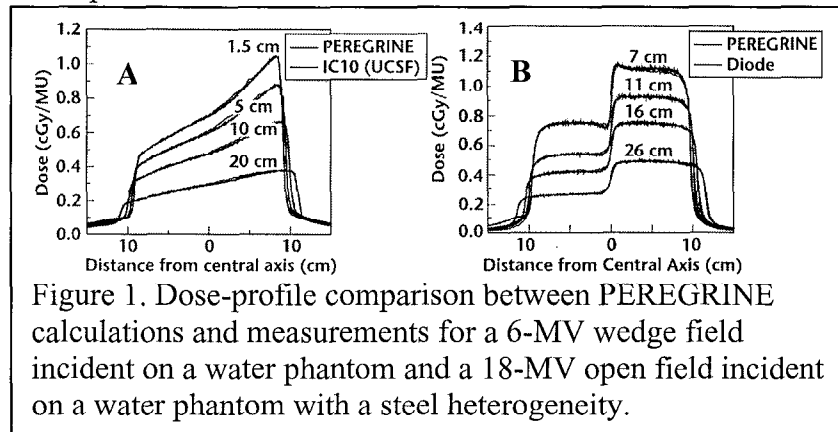 A
1.5 cm
5 cm
10 cm
20 cm
PEREGRINE
IC10 (UCSF)
Dose (cGy/MU)
1.2
1.0
0.8
0.6
0.4
0.2
0.0
10
0
10
Distance from central axis (cm)
B
7 cm
11 cm
16 cm
26 cm
PEREGRINE
Diode
Dose (cGy/MU)
1.2
1.0
0.8
0.6
0.4
0.2
0.0
10
0
10
Distance from Central Axis (cm)
Figure 1. Dose-profile comparison between PEREGRINE
calculations and measurements for a 6-MV wedge field
incident on a water phantom and a 18-MV open field incident
on a water phantom with a steel heterogeneity.